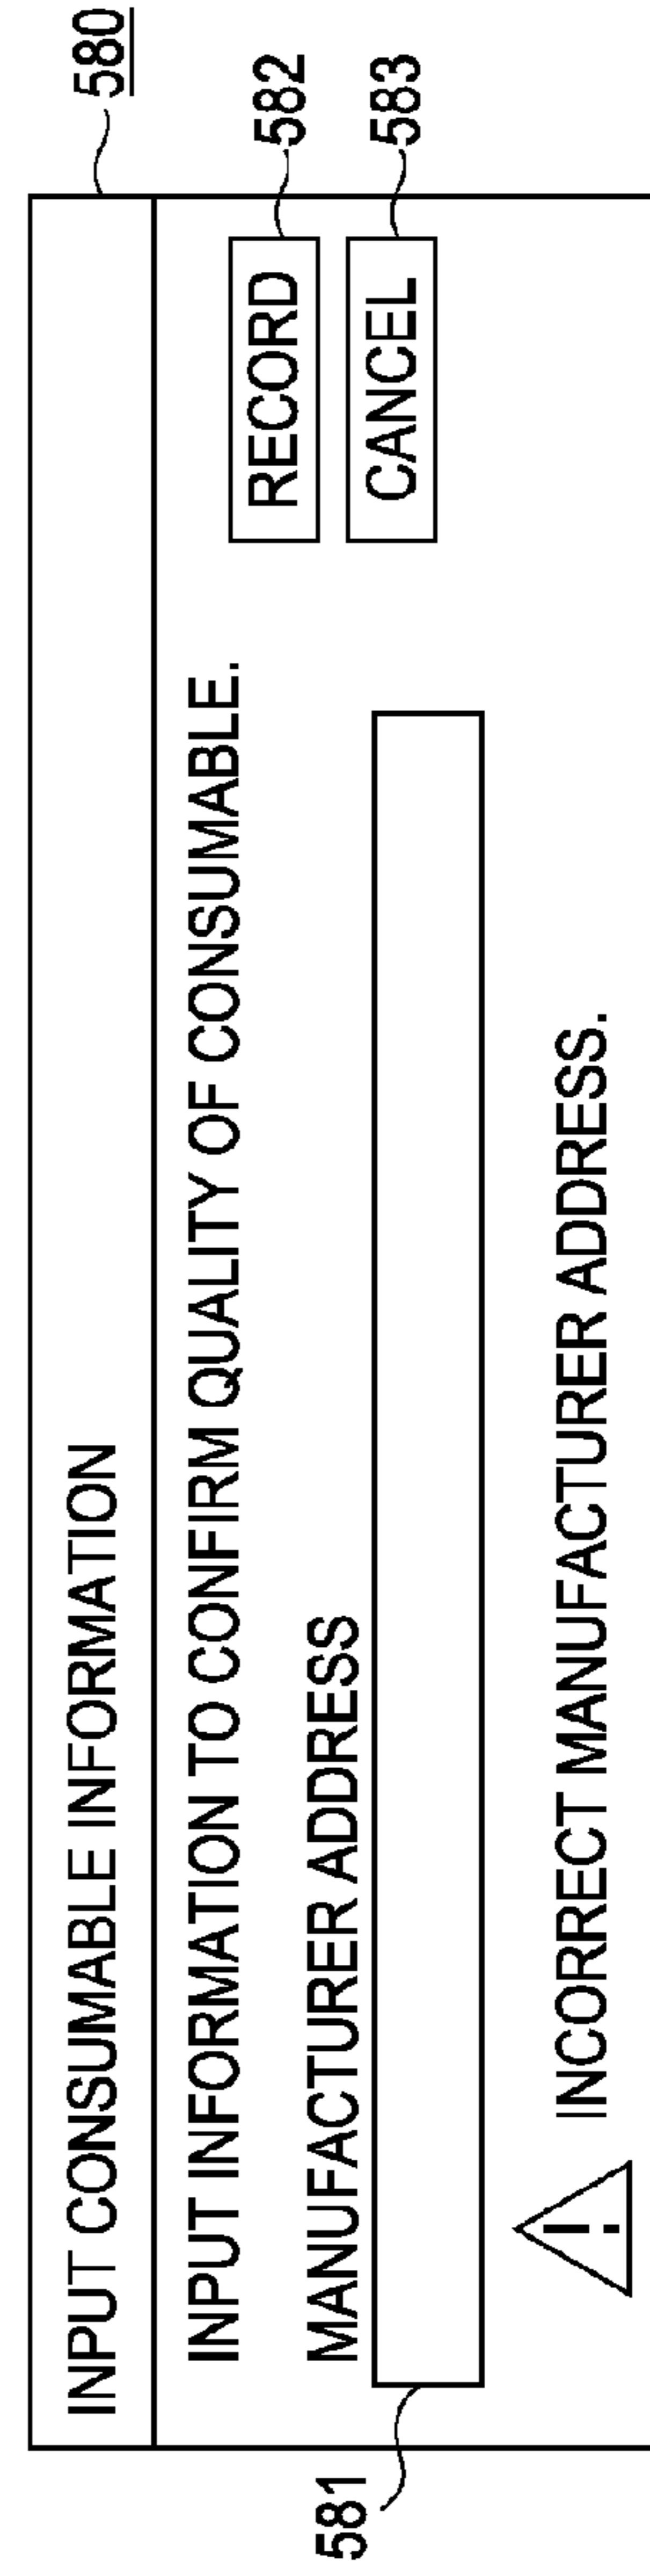 580
INPUT CONSUMABLE INFORMATION
INPUT INFORMATION TO CONFIRM QUALITY OF CONSUMABLE.
RECORD
582
MANUFACTURER ADDRESS
CANCEL
583
581
INCORRECT MANUFACTURER ADDRESS.